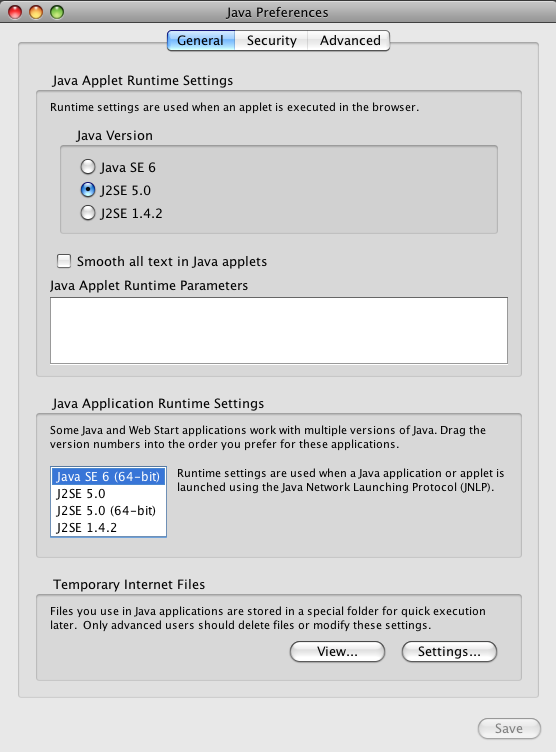 Java Preferences
General Security Advanced
Java Applet Runtime Settings
Runtime settings are used when an applet is executed in the browser.
Java Version
Java SE 6
J2SE 5.0
J2SE 1.4.2
Smooth all text in Java applets
Java Applet Runtime Parameters
Java Application Runtime Settings
Some Java and Web Start applications work with multiple versions of Java. Drag the
version numbers into the order you prefer for these applications.
Java SE 6 (64-bit)
J2SE 5.0
J2SE 5.0 (64-bit)
J2SE 1.4.2
Runtime settings are used when a Java application or applet is
launched using the Java Network Launching Protocol (JNLP).
Temporary Internet Files
Files you use in Java applications are stored in a special folder for quick execution
later. Only advanced users should delete files or modify these settings.
View... Settings...
Save